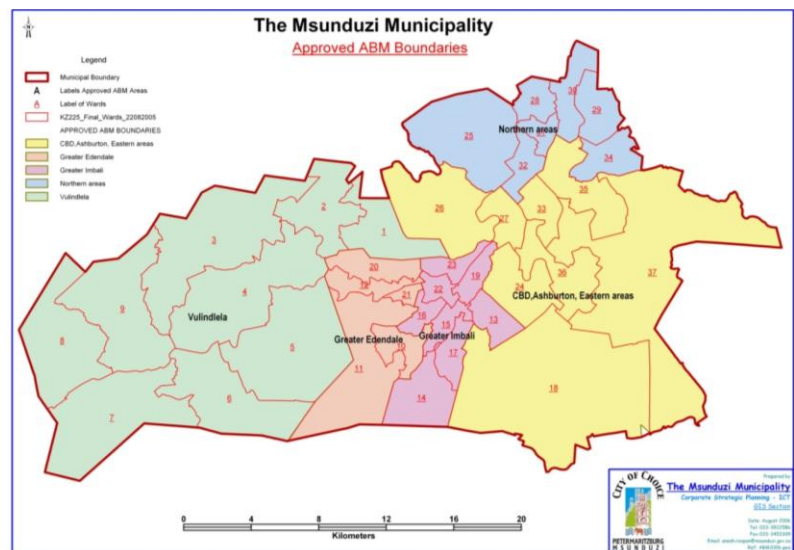 The Msunduzi Municipality
Approved ABM Boundaries
N
Legend
Municipal Boundary
A Labels Approved ABM Areas
Label of Wards
KZ225_Final_Wards_22082005
APPROVED ABM BOUNDARIES
CBD,Ashburton, Eastern areas
Greater Edendale
Greater Imbali
Northern areas
Vulindlela
30
28
29
25
Northern areas
32
34
35
2
26
27
33
1
3
23
20
19
12
22
24
36
37
4
21
CBD,Ashburton, Eastern areas
9
Vulindlela
16
15
13
8
5
Greater Edendale
10
Greater Imbali
17
11
18
6
14
7
0 4 8 12 16 20
Kilometers
CITY OF CHOICE
PIETERMARITZBURG
MSUNDUZI
Prepared by
The Msunduzi Municipality
Corporate Strategic Planning - ICT
GIS Section
Date: August 2006